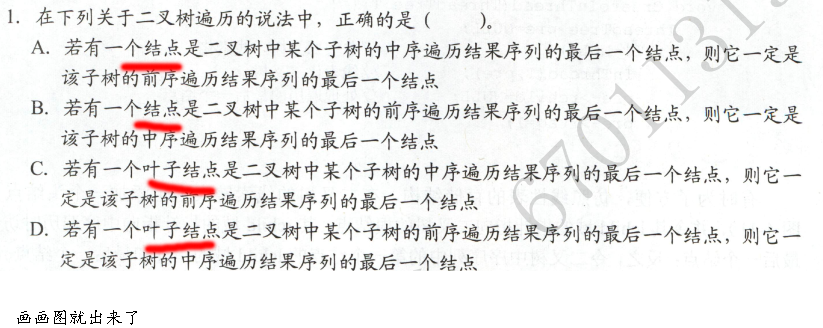 1. 在下列关于二叉树遍历的说法中，正确的是（　　）。
A. 若有一个结点是二叉树中某个子树的中序遍历结果序列的最后一个结点，则它一定是
该子树的前序遍历结果序列的最后一个结点
B. 若有一个结点是二叉树中某个子树的前序遍历结果序列的最后一个结点，则它一定是
该子树的中序遍历结果序列的最后一个结点
C. 若有一个叶子结点是二叉树中某个子树的中序遍历结果序列的最后一个结点，则它一
定是该子树的前序遍历结果序列的最后一个结点
D. 若有一个叶子结点是二叉树中某个子树的前序遍历结果序列的最后一个结点，则它一
定是该子树的中序遍历结果序列的最后一个结点
画画图就出来了